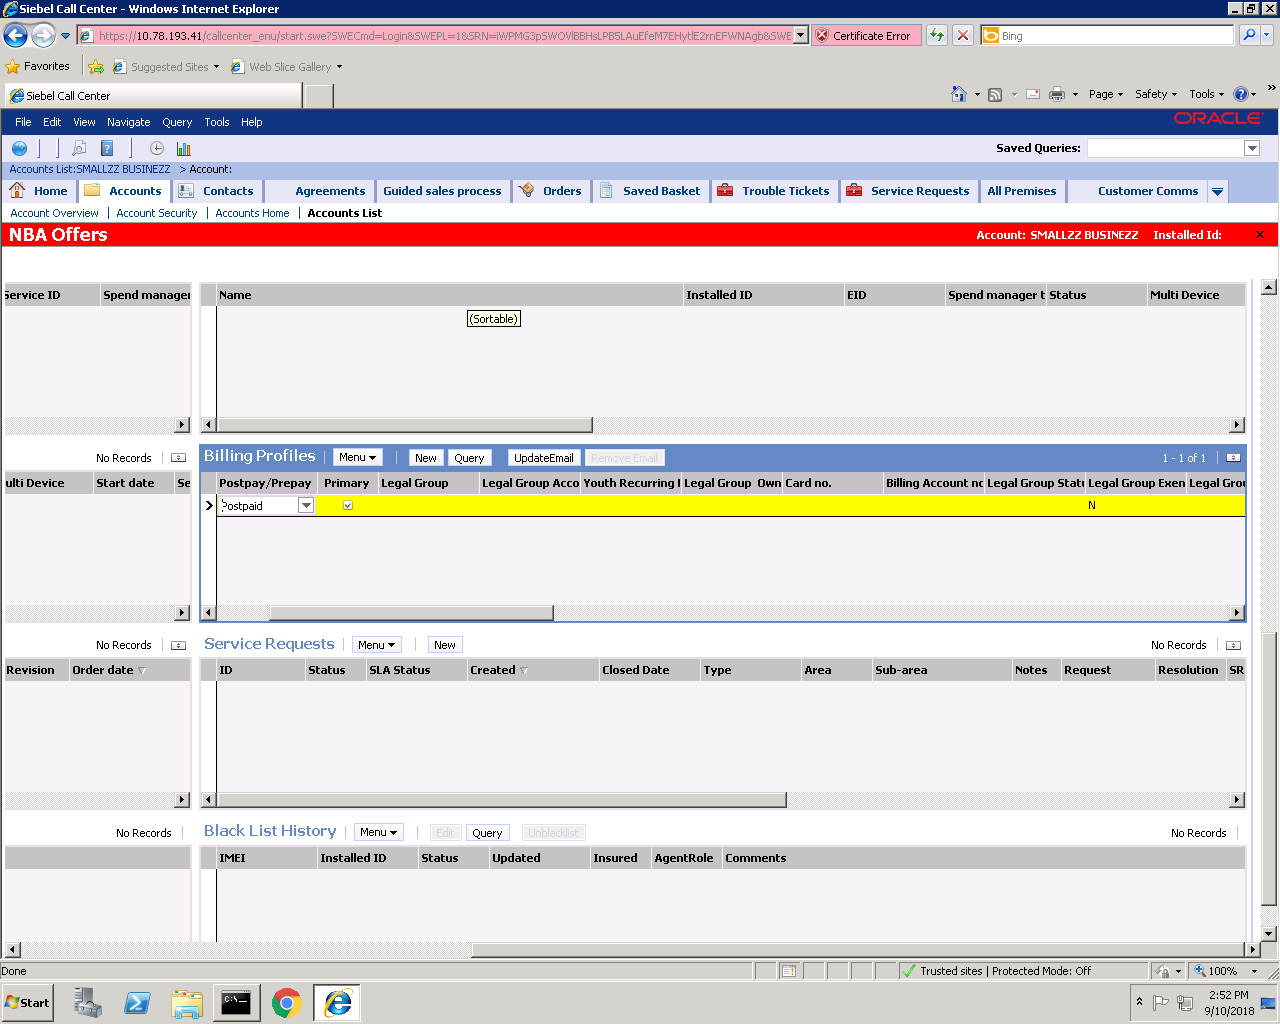 Siebel Call Center - Windows Internet Explorer
https://10.78.193.41/callcenter_enu/start.swe?SWECmd=Login&SWEPL=1&SRN=
Certificate Error
Bing
Favorites
Suggested Sites
Web Slice Gallery
Siebel Call Center
Page
Safety
Tools
File Edit View Navigate Query Tools Help
ORACLE
Saved Queries:
Accounts List:SMALLZZ BUSINEZZ > Account:
Home Accounts Contacts Agreements Guided sales process Orders Saved Basket Trouble Tickets Service Requests All Premises Customer Comms
Account Overview | Account Security | Accounts Home | Accounts List
NBA Offers
Account: SMALLZZ BUSINEZZ Installed Id:
Service ID Spend manager
Name Installed ID EID Spend manager t Status Multi Device
(Sortable)
No Records
Billing Profiles Menu New Query UpdateEmail Remove Email 1 - 1 of 1
ulti Device Start date Se
Postpay/Prepay Primary Legal Group Legal Group Acco Youth Recurring Legal Group Own Card no. Billing Account no Legal Group Statu Legal Group Exen Legal Grou
Postpaid N
No Records
Service Requests Menu New No Records
Revision Order date
ID Status SLA Status Created Closed Date Type Area Sub-area Notes Request Resolution SR
No Records
Black List History Menu Edit Query Unblacklist No Records
IMEI Installed ID Status Updated Insured AgentRole Comments
Done
Trusted sites | Protected Mode: Off
100%
Start
C:\.
2:52 PM
9/10/2018